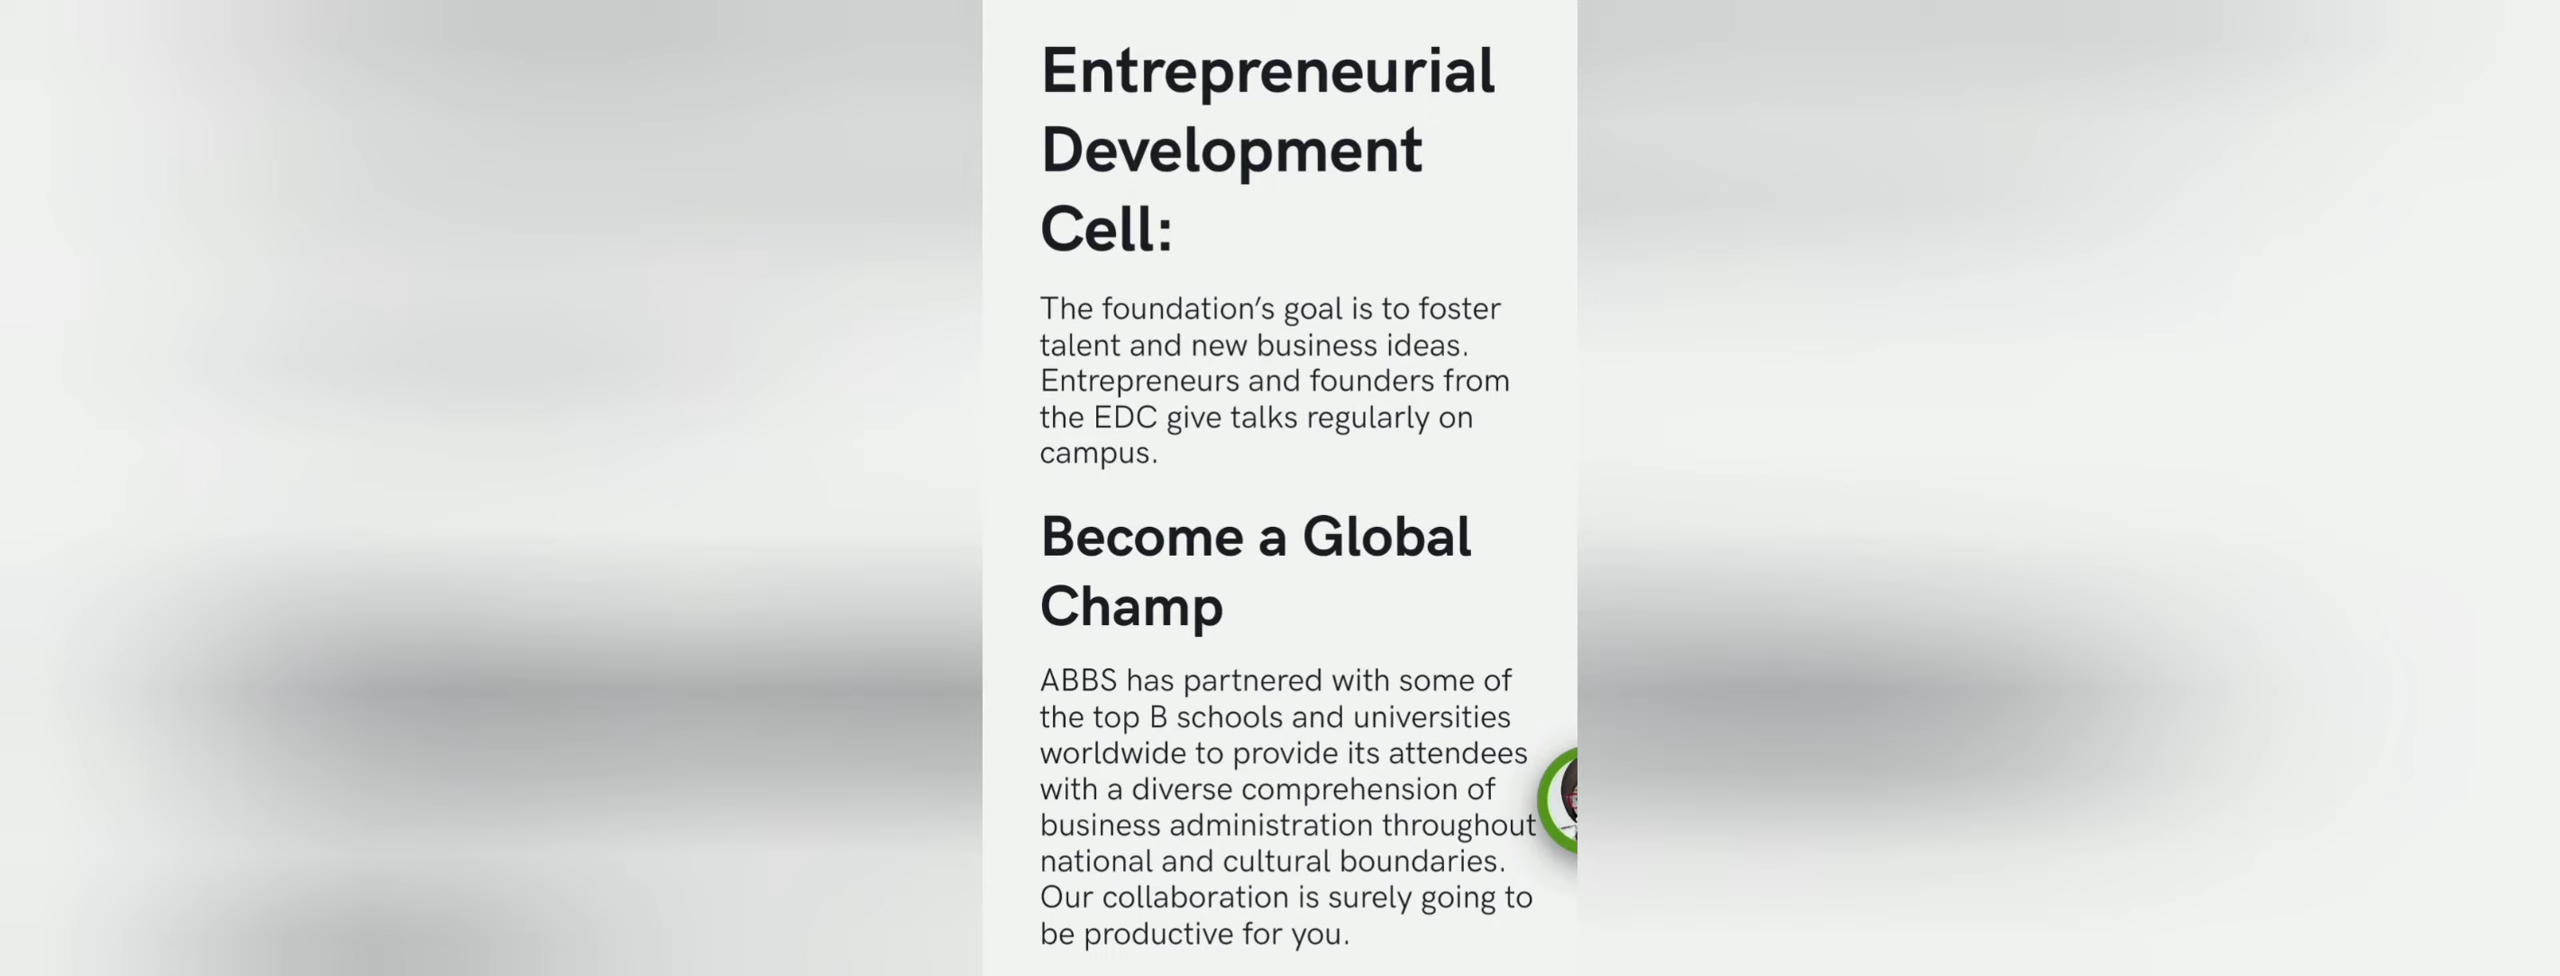 Entrepreneurial
Development
Cell:
The foundation’s goal is to foster
talent and new business ideas.
Entrepreneurs and founders from
the EDC give talks regularly on
campus.
Become a Global
Champ
ABBS has partnered with some of
the top B schools and universities
worldwide to provide its attendees
with a diverse comprehension of
business administration throughout
national and cultural boundaries.
Our collaboration is surely going to
be productive for you.